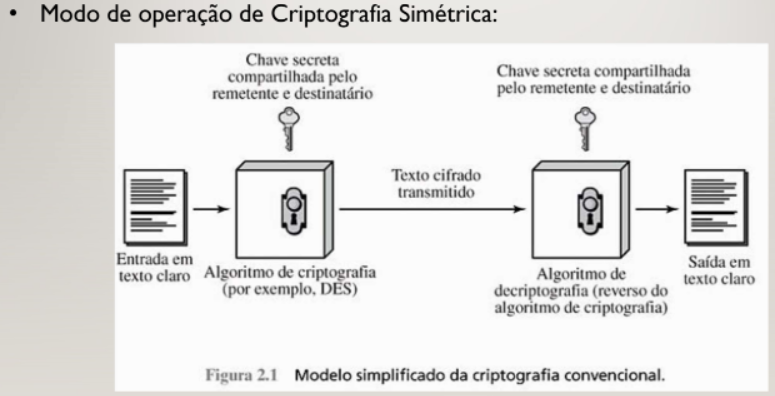 • Modo de operação de Criptografia Simétrica:
Chave secreta
compartilhada pelo
remetente e destinatário
Chave secreta compartilhada
pelo remetente e destinatário
Texto cifrado
transmitido
Entrada em
texto claro
Algoritmo de criptografia
(por exemplo, DES)
Algoritmo de
decriptografia (reverso do
algoritmo de criptografia)
Saída em
texto claro
Figura 2.1 Modelo simplificado da criptografia convencional.